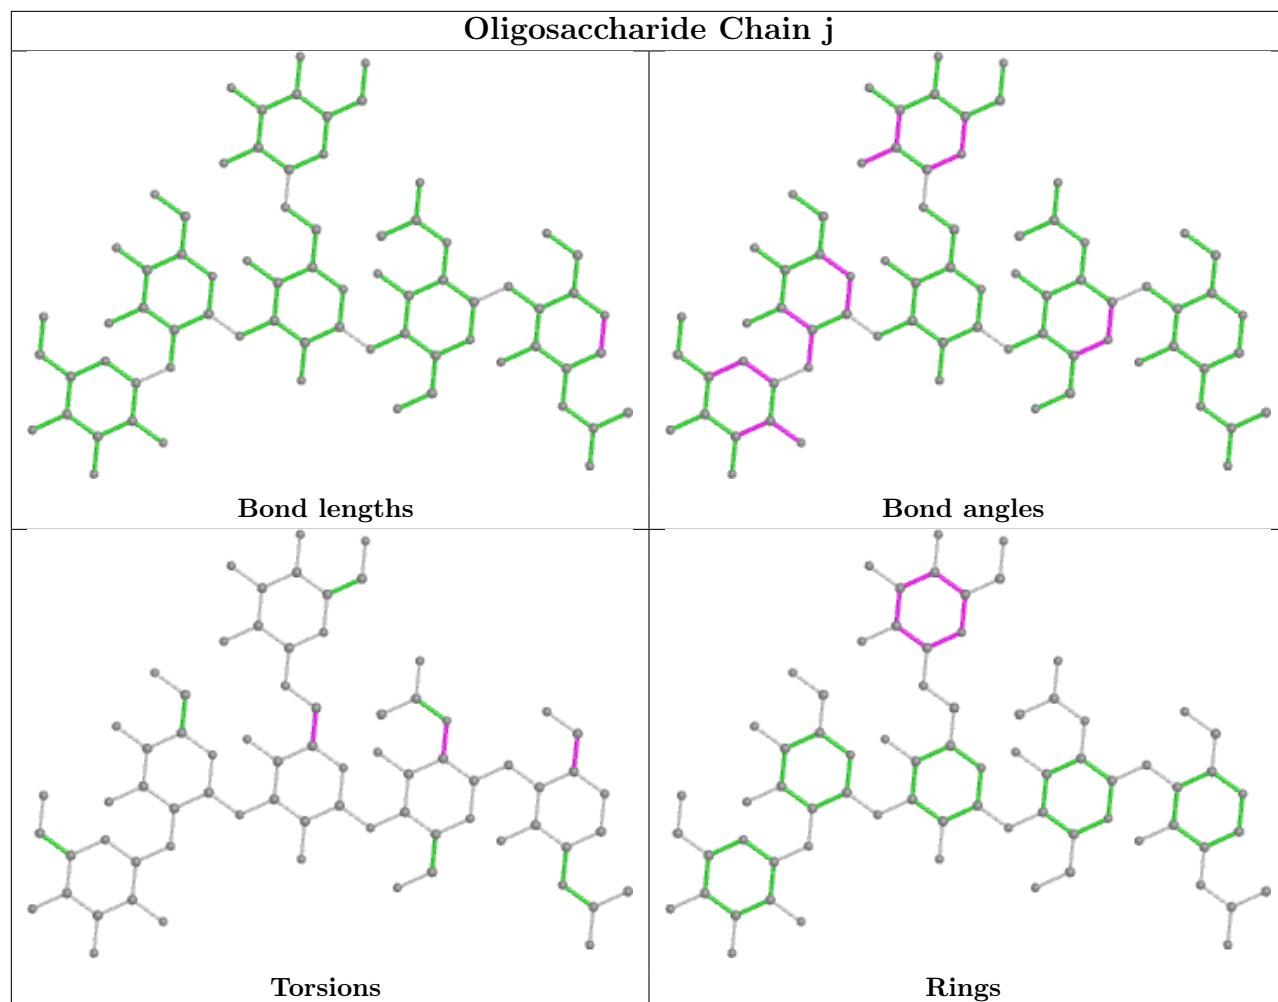 Oligosaccharide Chain j
Bond lengths
Bond angles
Torsions
Rings